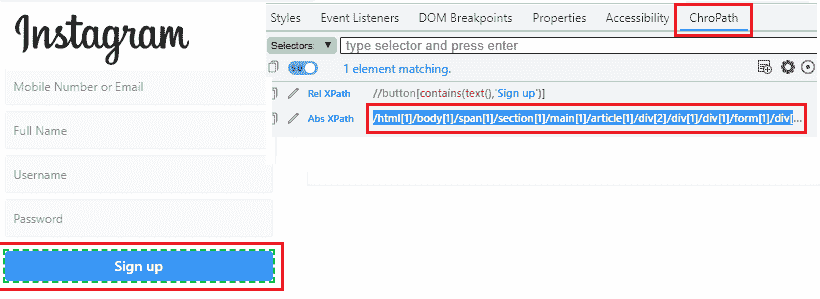 Instagram
Mobile Number or Email
Full Name
Username
Password
Sign up
Styles Event Listeners DOM Breakpoints Properties Accessibility ChroPath
Selectors: ▼ type selector and press enter
1 element matching.
Rel XPath //button[contains(text(),'Sign up')]
Abs XPath /html[1]/body[1]/span[1]/section[1]/main[1]/article[1]/div[2]/div[1]/div[1]/form[1]/div[...